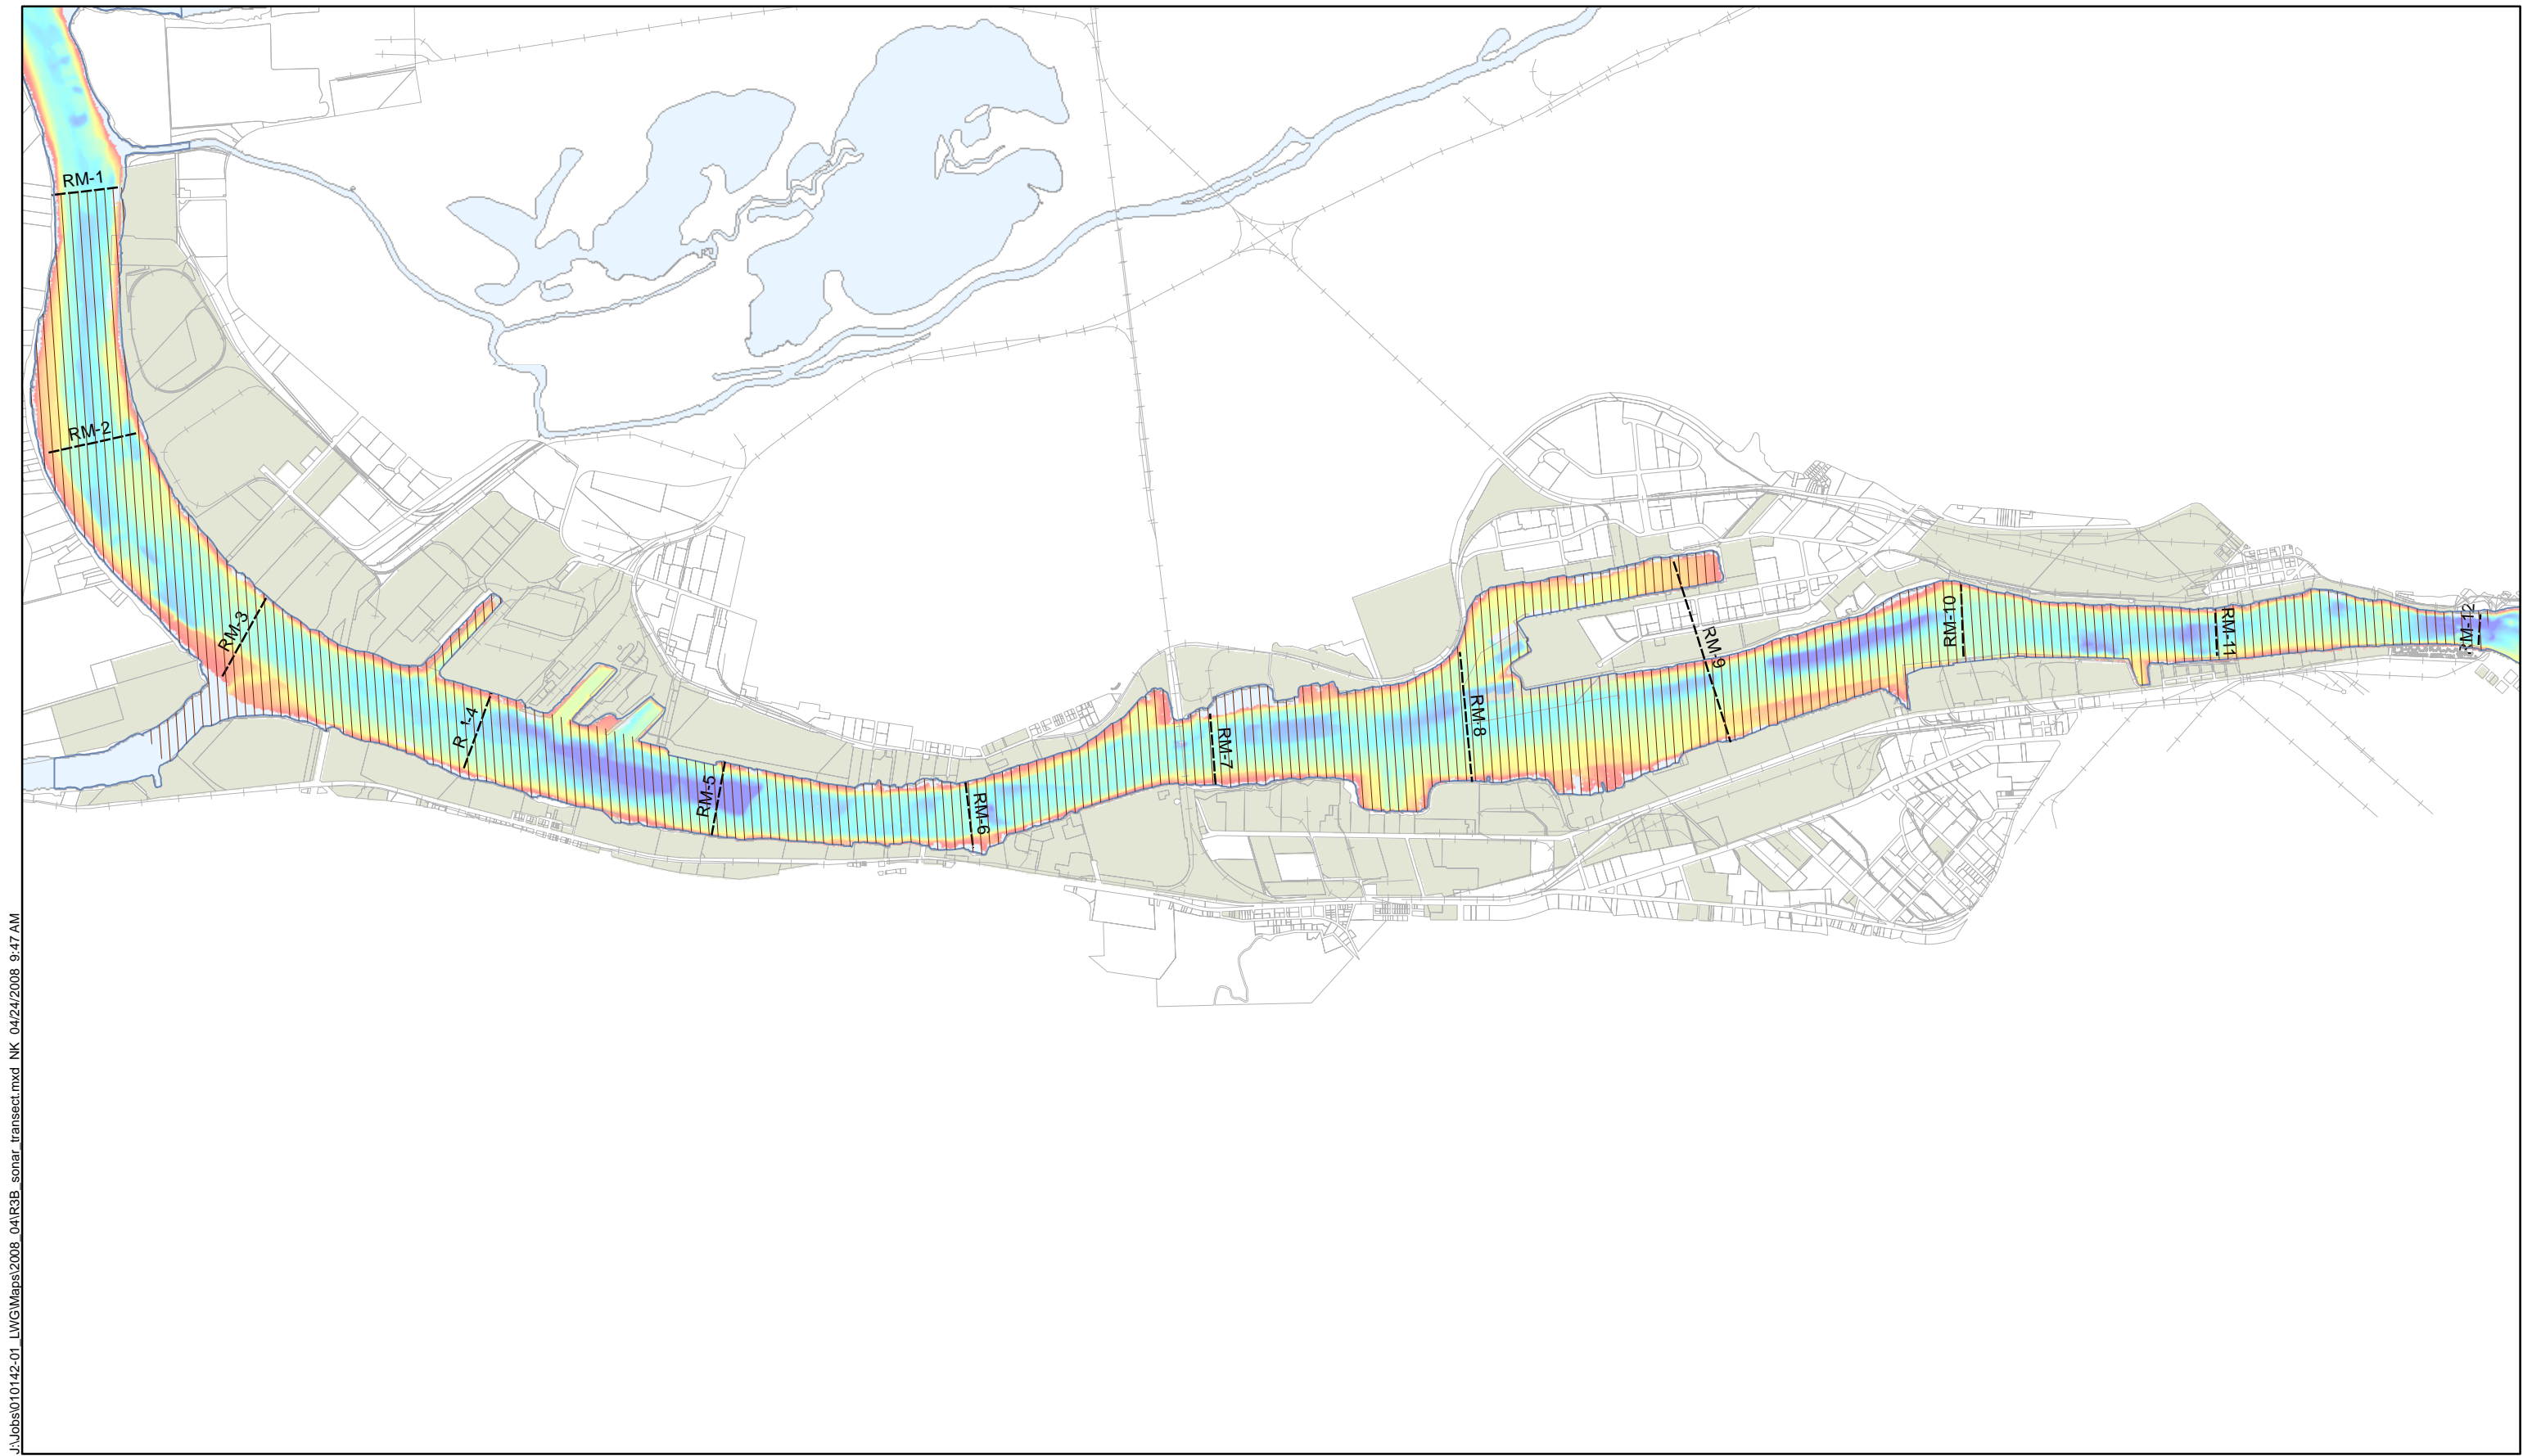 RM-1
RM-2
RM-3
R -4
RM-5
RM-6
RM-7
RM-8
RM-9
RM-10
RM-11
RM-12
J:\Jobs\010142-01_LWG\Maps\2008_04\R3B_sonar_transect.mxd NK 04/24/2008 9:47 AM